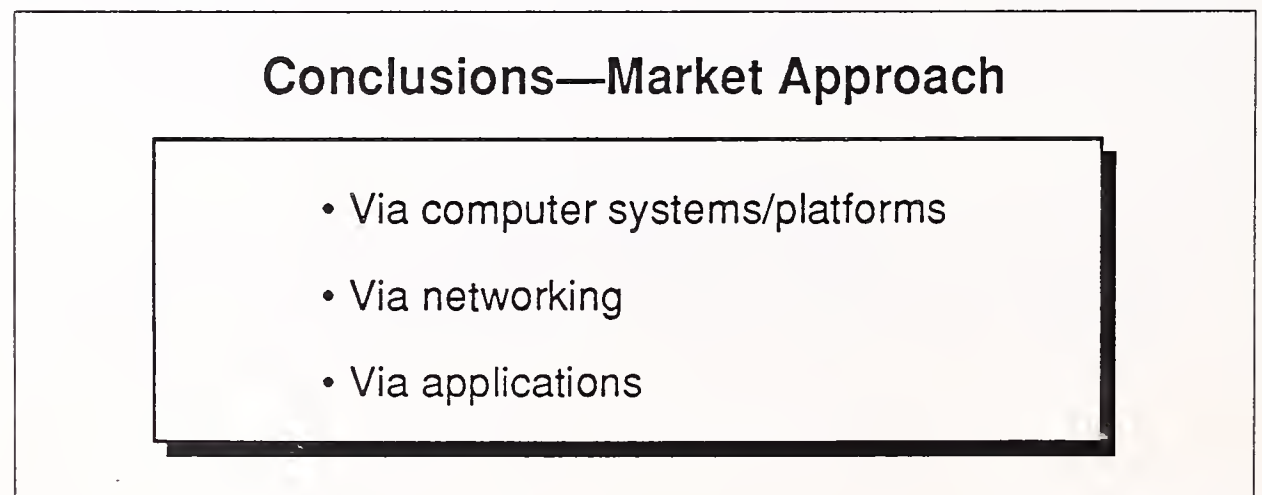 Conclusions—Market Approach
• Via computer systems/platforms
• Via networking
• Via applications